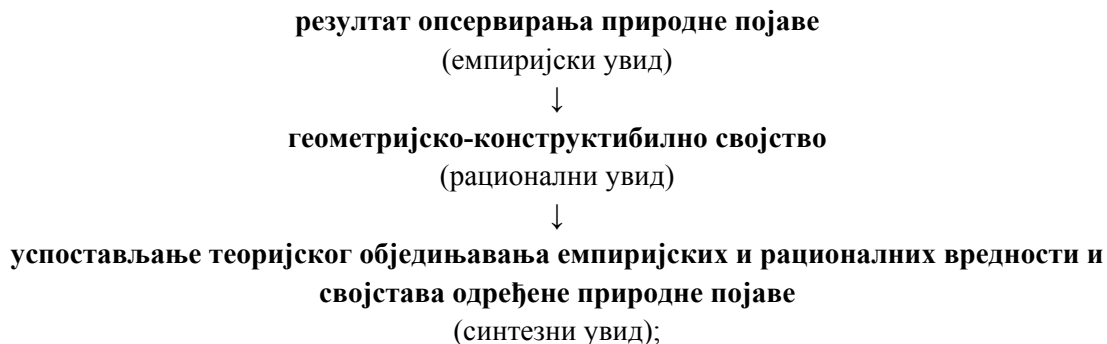 резултат опсервирања природне појаве
(емпиријски увид)
↓
геометријско-конструктибилно својство
(рационални увид)
↓
успостављање теоријског обједињавања емпиријских и рационалних вредности и
својстава одређене природне појаве
(синтезни увид);